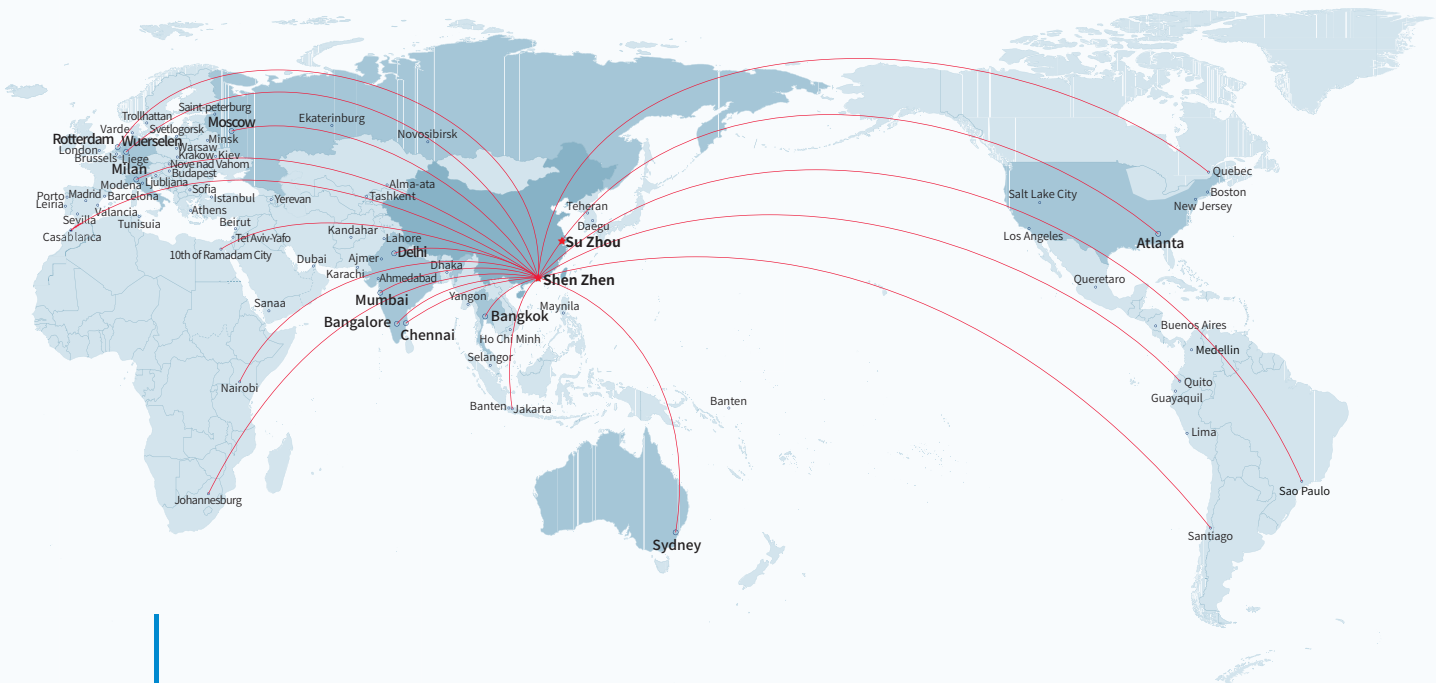 Saint-peterburg
Trollhattan
Ekaterinburg
Moscow
Varde
Svetlogorsk
Novosibirsk
Rotterdam
Wuerselen
Minsk
London
Warsaw
Brussels
Liege
Krakow
Kiev
Nove nad Vahom
Milan
Budapest
Quebec
Modena
Ljubljana
Alma-ata
Sofia
Boston
Porto
Madrid
Barcelona
Istanbul
Yerevan
Tashkent
Salt Lake City
Leiria
Teheran
New Jersey
Valancia
Athens
Sevilla
Tunisuia
Beirut
Daegu
Kandahar
Casablanca
Tel Aviv-Yafo
Lahore
Los Angeles
Su Zhou
Atlanta
10th of Ramadam City
Dubai
Ajmer
Delhi
Dhaka
Karachi
Ahmedabad
Shen Zhen
Queretaro
Sanaa
Mumbai
Yangon
Maynila
Bangalore
Bangkok
Buenos Aires
Chennai
Ho Chi Minh
Medellin
Selangor
Nairobi
Quito
Guayaquil
Banten
Banten
Jakarta
Lima
Johannesburg
Sao Paulo
Santiago
Sydney